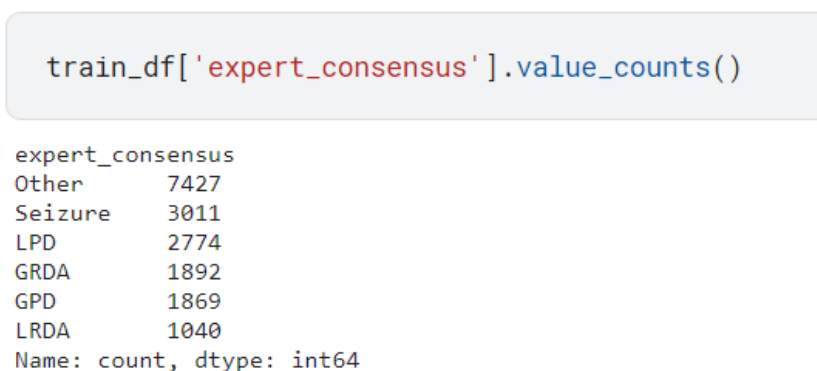 train_df['expert_consensus'].value_counts()
expert_consensus
Other 7427
Seizure 3011
LPD 2774
GRDA 1892
GPD 1869
LRDA 1040
Name: count, dtype: int64